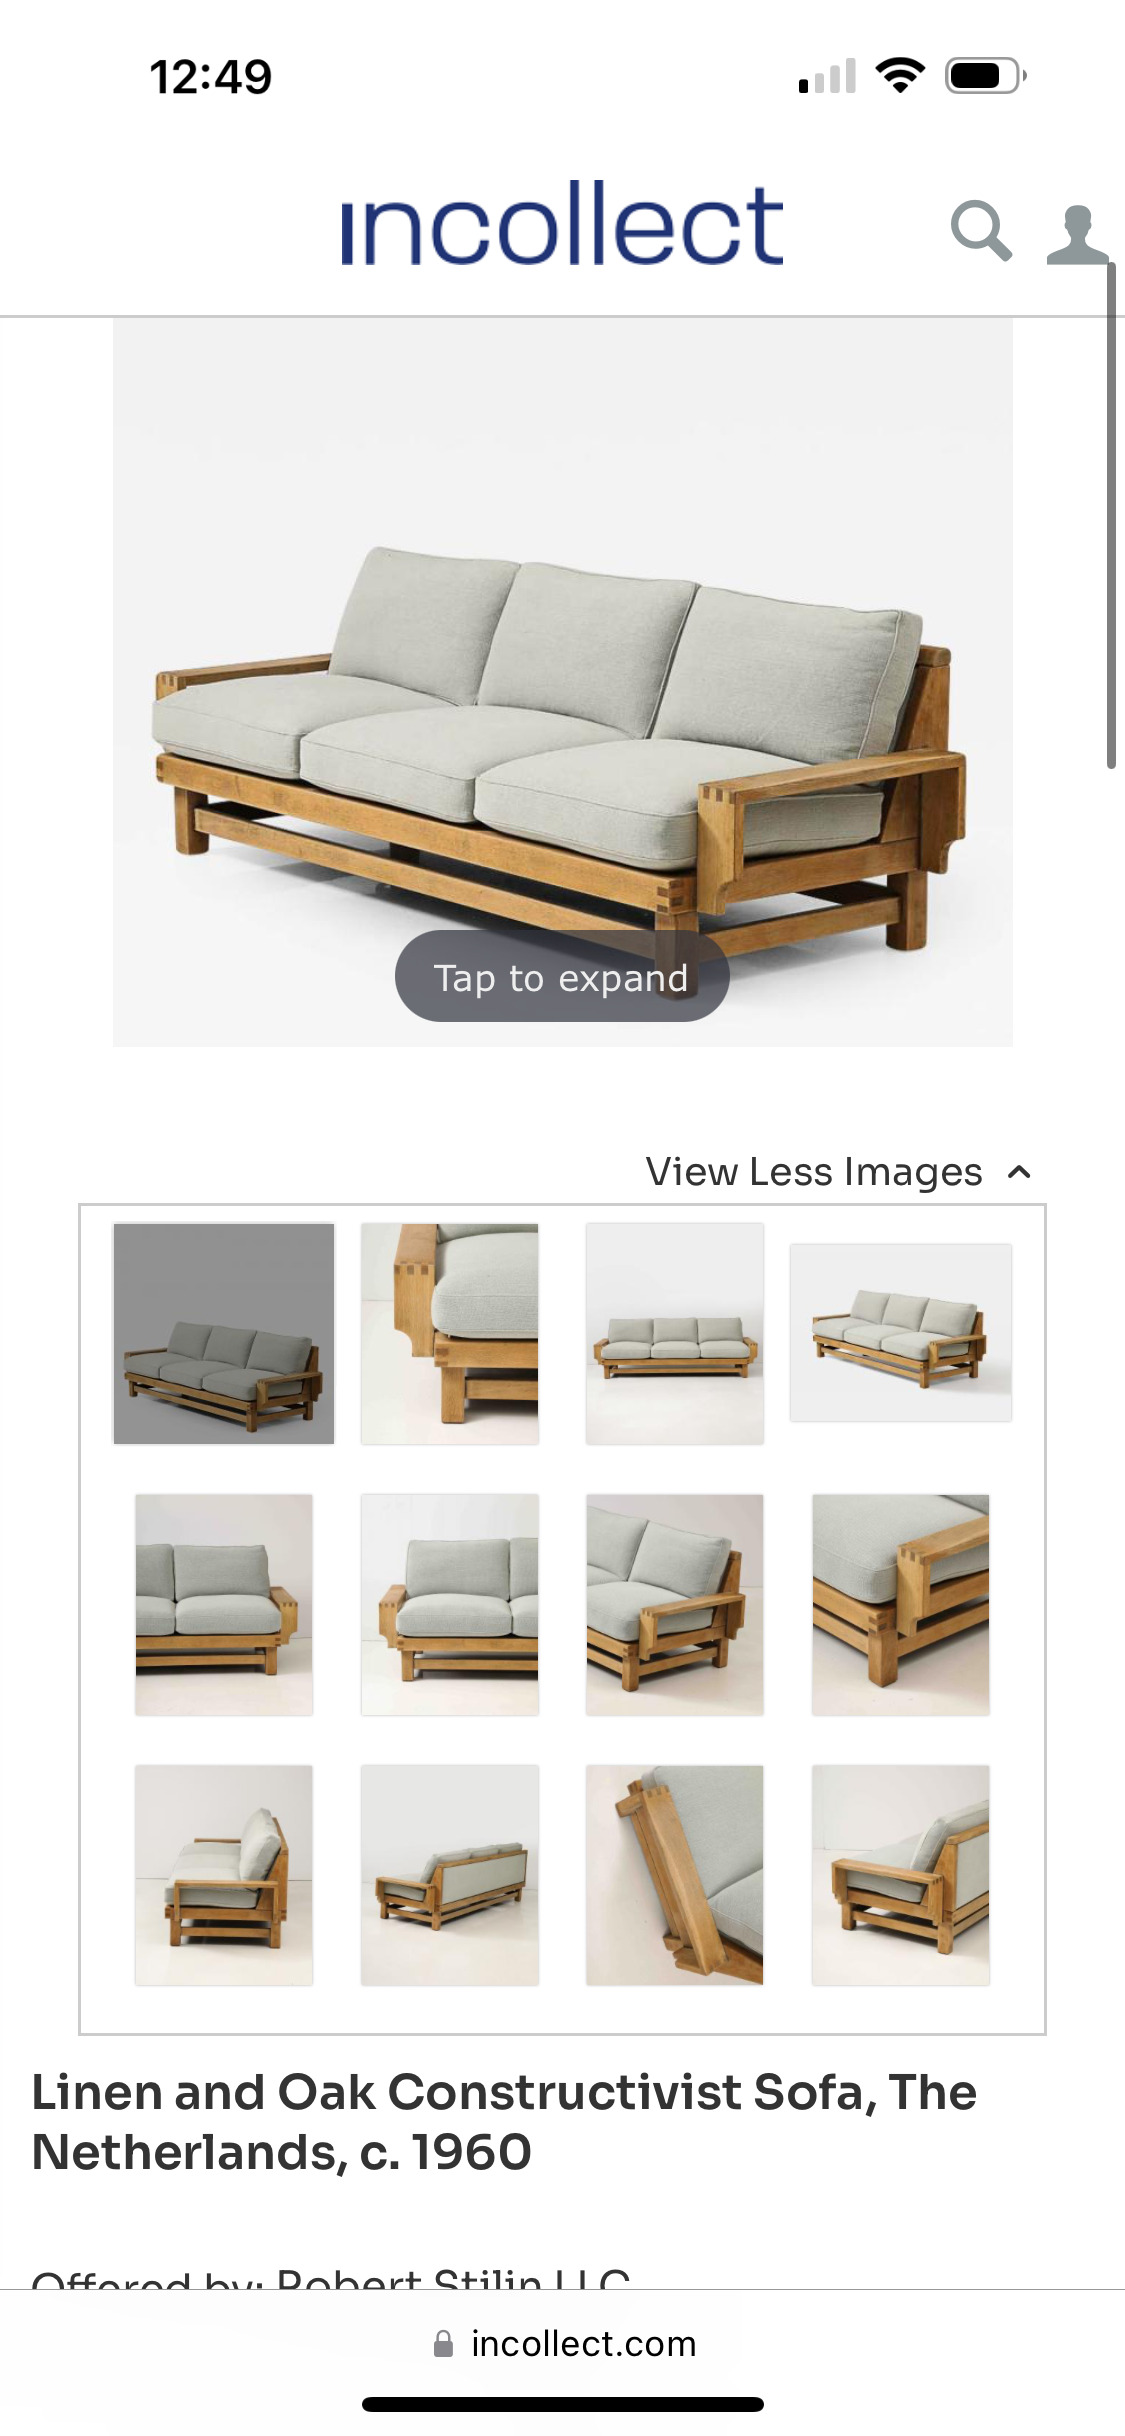 12:49
incollect
Tap to expand
View Less Images
Linen and Oak Constructivist Sofa, The
Netherlands, c. 1960
Offered by: Robert Stilin LLC
incollect.com